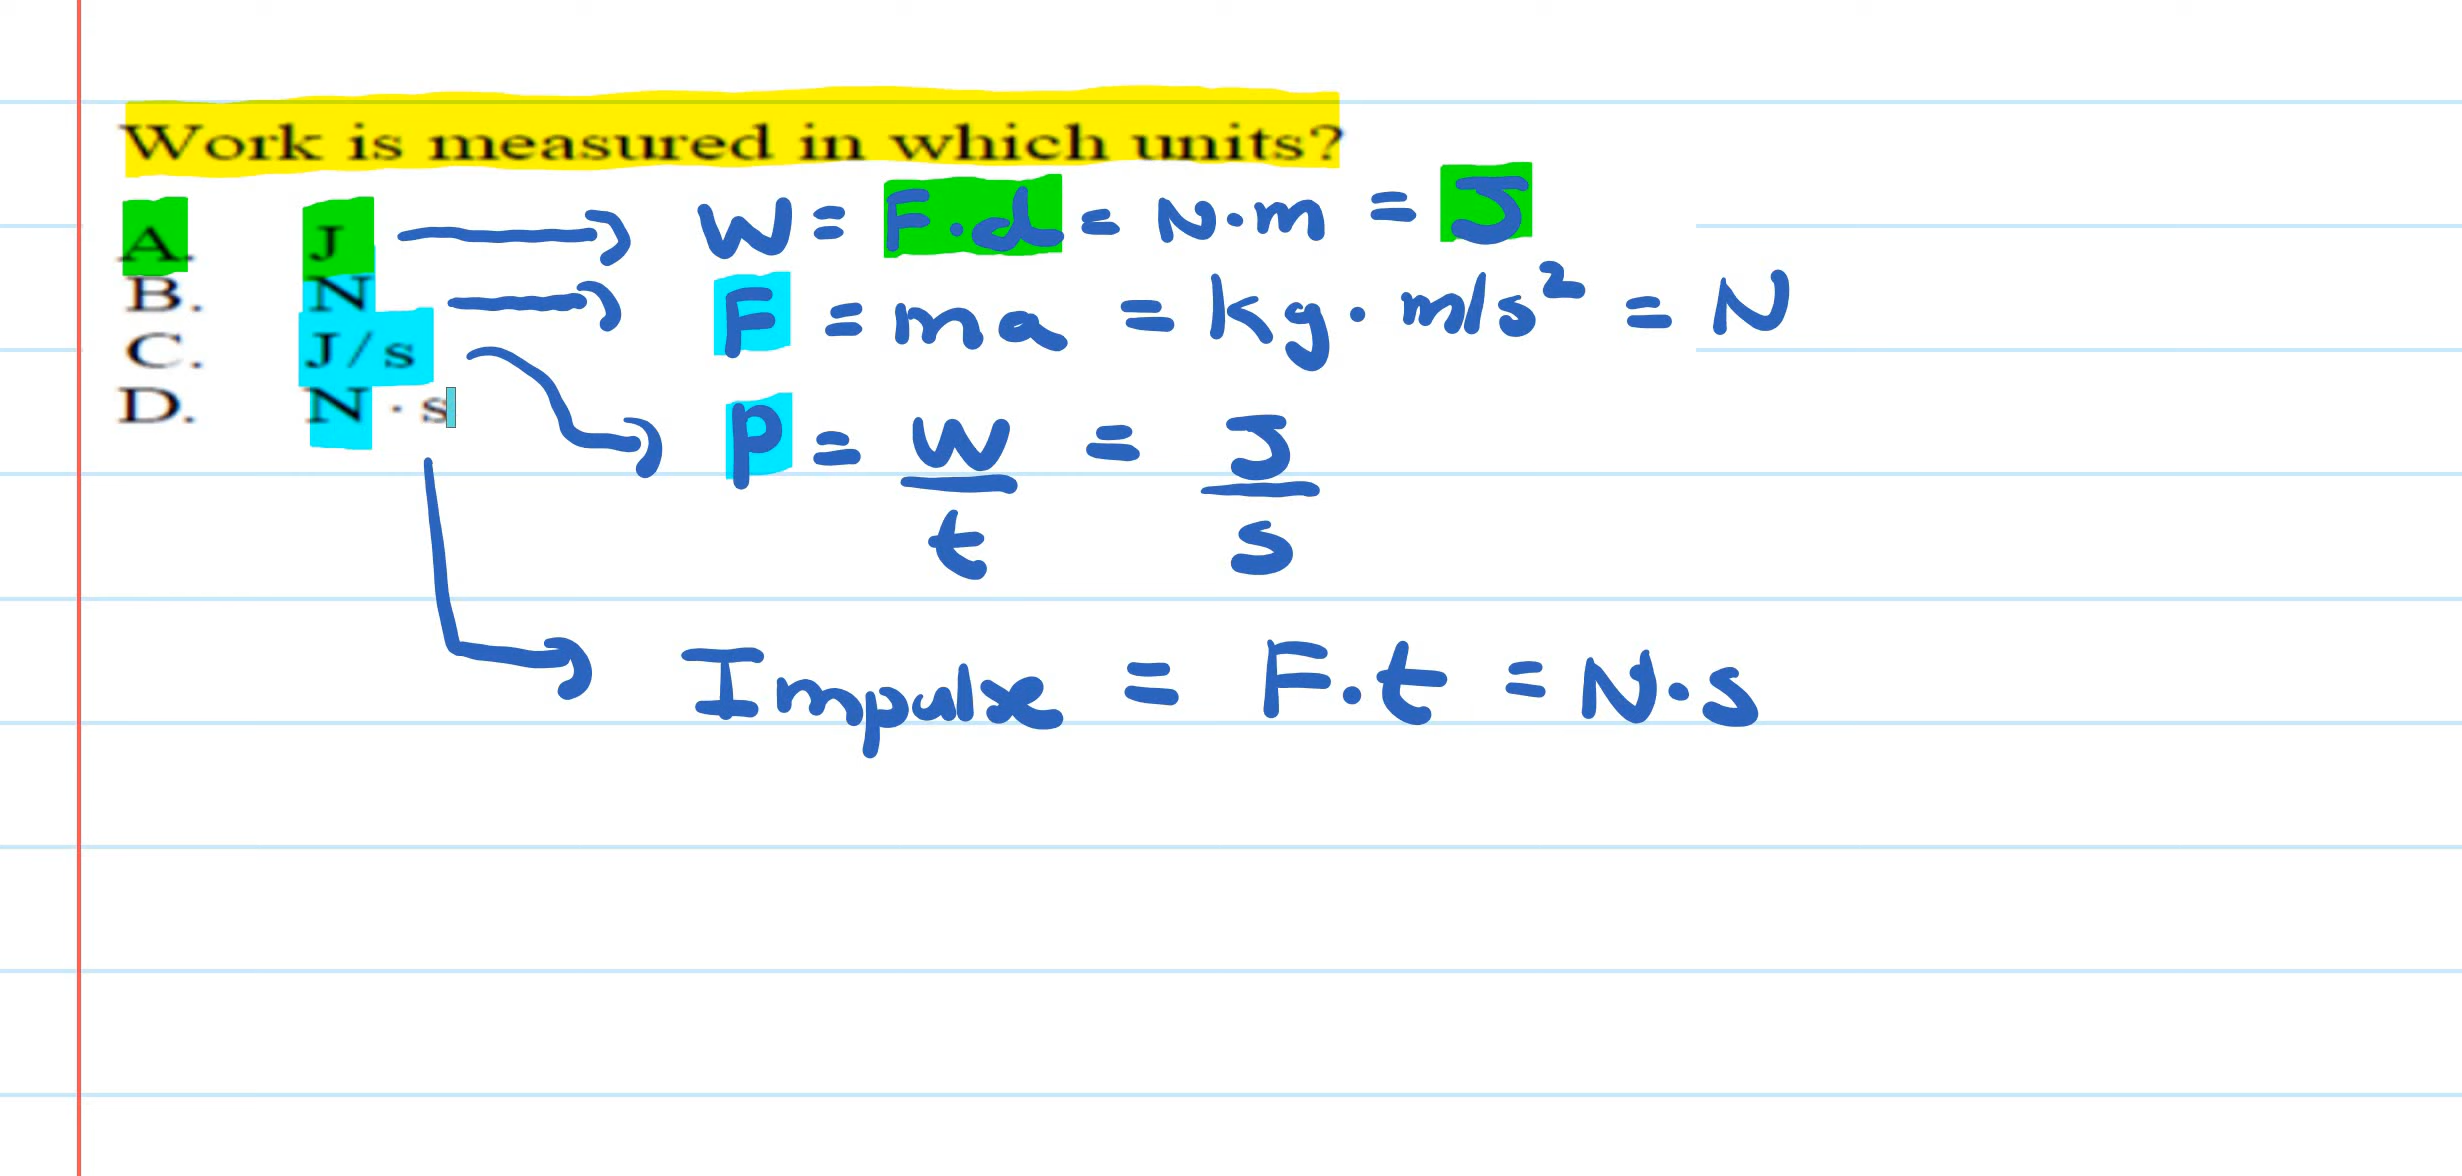 Work is measured in which units?
A. J → W = F·d = N·m = J
B. N → F = ma = kg·m/s² = N
C. J/s → P = W/t = J/s
D. N·s
→ Impulse = F·t = N·s